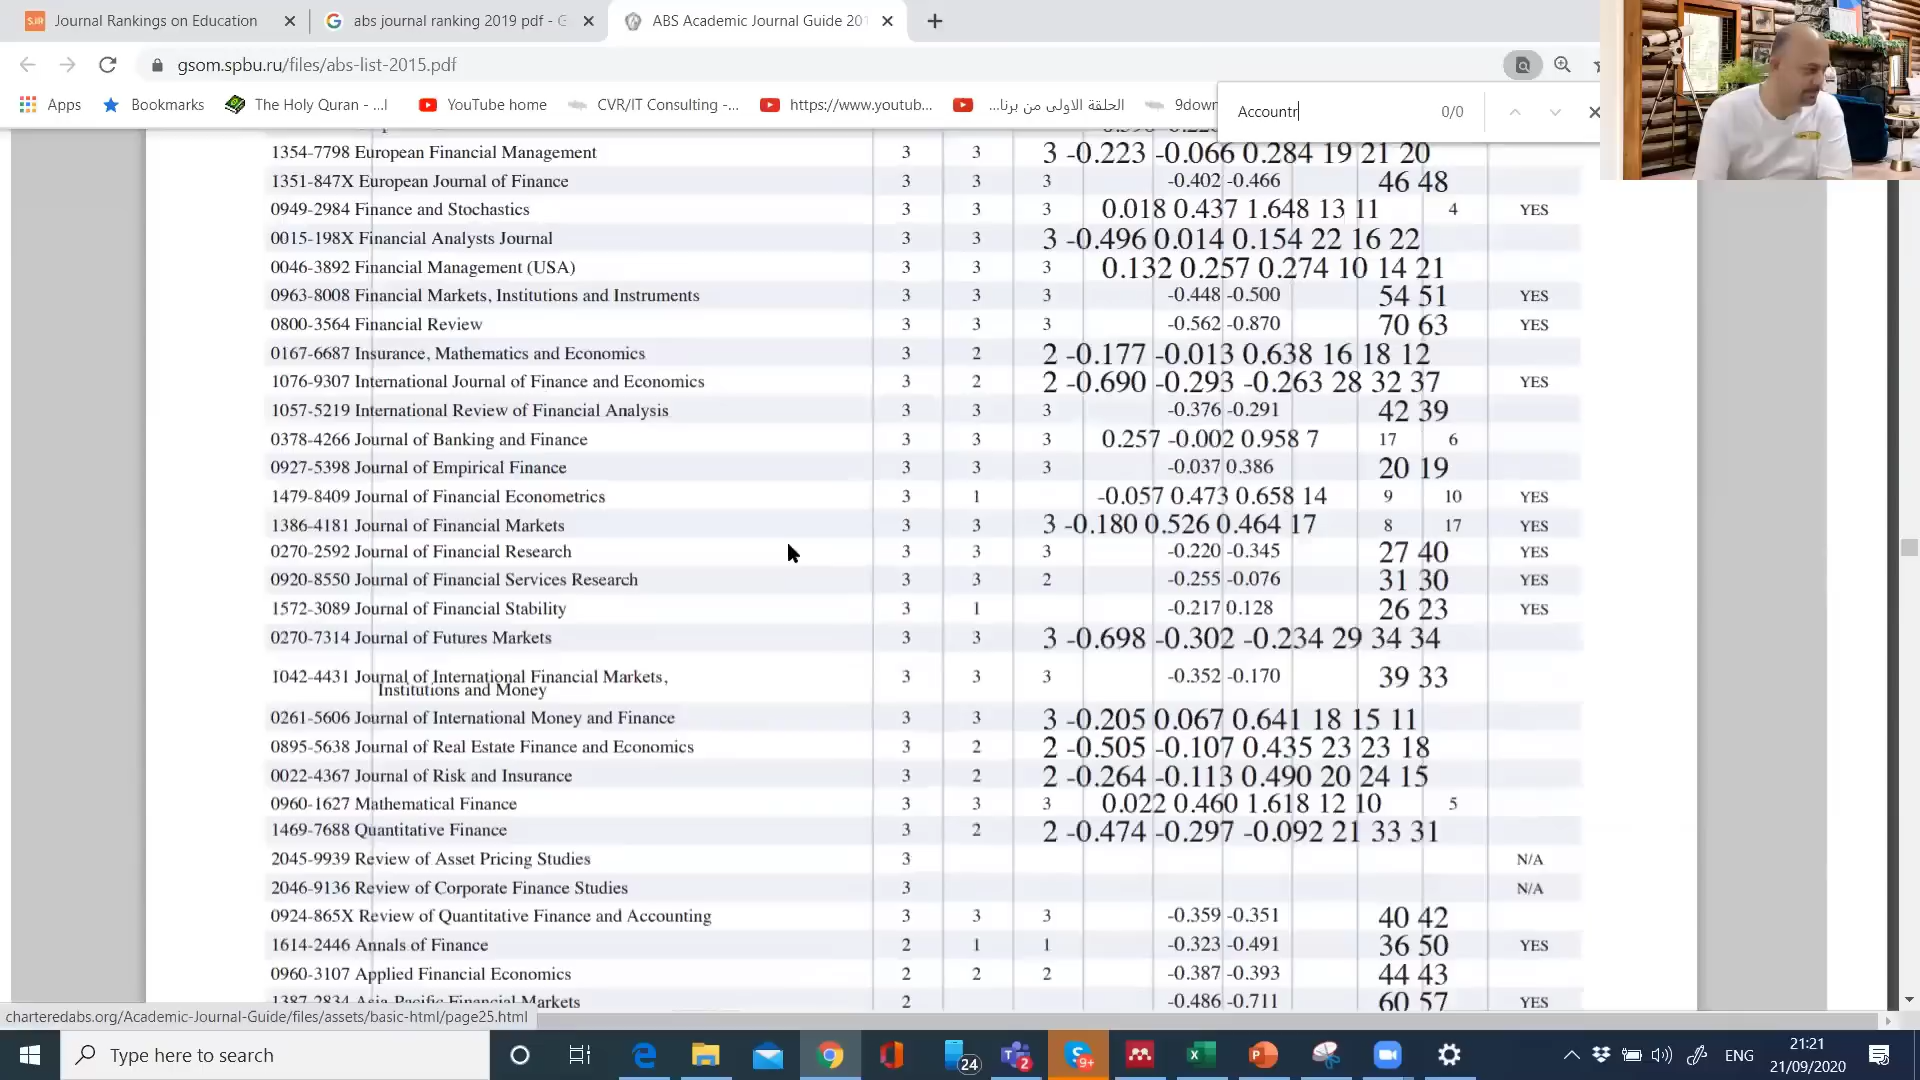 Journal Rankings on Education
abs journal ranking 2019 pdf - G
ABS Academic Journal Guide 201
gsom.spbu.ru/files/abs-list-2015.pdf
Accountr 0/0
Apps Bookmarks The Holy Quran - ...l YouTube home CVR/IT Consulting -... https://www.youtub... الحلقة الاولى من برنا... 9down
1354-7798 European Financial Management 3 3 3 -0.223 -0.066 0.284 19 21 20
1351-847X European Journal of Finance 3 3 3 -0.402 -0.466 46 48
0949-2984 Finance and Stochastics 3 3 3 0.018 0.437 1.648 13 11 4 YES
0015-198X Financial Analysts Journal 3 3 3 -0.496 0.014 0.154 22 16 22
0046-3892 Financial Management (USA) 3 3 3 0.132 0.257 0.274 10 14 21
0963-8008 Financial Markets, Institutions and Instruments 3 3 3 -0.448 -0.500 54 51 YES
0800-3564 Financial Review 3 3 3 -0.562 -0.870 70 63 YES
0167-6687 Insurance, Mathematics and Economics 3 2 2 -0.177 -0.013 0.638 16 18 12
1076-9307 International Journal of Finance and Economics 3 2 2 -0.690 -0.293 -0.263 28 32 37 YES
1057-5219 International Review of Financial Analysis 3 3 3 -0.376 -0.291 42 39
0378-4266 Journal of Banking and Finance 3 3 3 0.257 -0.002 0.958 7 17 6
0927-5398 Journal of Empirical Finance 3 3 3 -0.037 0.386 20 19
1479-8409 Journal of Financial Econometrics 3 1 -0.057 0.473 0.658 14 9 10 YES
1386-4181 Journal of Financial Markets 3 3 3 -0.180 0.526 0.464 17 8 17 YES
0270-2592 Journal of Financial Research 3 3 3 -0.220 -0.345 27 40 YES
0920-8550 Journal of Financial Services Research 3 3 2 -0.255 -0.076 31 30 YES
1572-3089 Journal of Financial Stability 3 1 -0.217 0.128 26 23 YES
0270-7314 Journal of Futures Markets 3 3 3 -0.698 -0.302 -0.234 29 34 34
1042-4431 Journal of International Financial Markets, 3 3 3 -0.352 -0.170 39 33
Institutions and Money
0261-5606 Journal of International Money and Finance 3 3 3 -0.205 0.067 0.641 18 15 11
0895-5638 Journal of Real Estate Finance and Economics 3 2 2 -0.505 -0.107 0.435 23 23 18
0022-4367 Journal of Risk and Insurance 3 2 2 -0.264 -0.113 0.490 20 24 15
0960-1627 Mathematical Finance 3 3 3 0.022 0.460 1.618 12 10 5
1469-7688 Quantitative Finance 3 2 2 -0.474 -0.297 -0.092 21 33 31
2045-9939 Review of Asset Pricing Studies 3 N/A
2046-9136 Review of Corporate Finance Studies 3 N/A
0924-865X Review of Quantitative Finance and Accounting 3 3 3 -0.359 -0.351 40 42
1614-2446 Annals of Finance 2 1 1 -0.323 -0.491 36 50 YES
0960-3107 Applied Financial Economics 2 2 2 -0.387 -0.393 44 43
1387-2834 Asia-Pacific Financial Markets 2 -0.486 -0.711 60 57 YES
charteredabs.org/Academic-Journal-Guide/files/assets/basic-html/page25.html
Type here to search
24 2 9+
ENG
21:21
21/09/2020